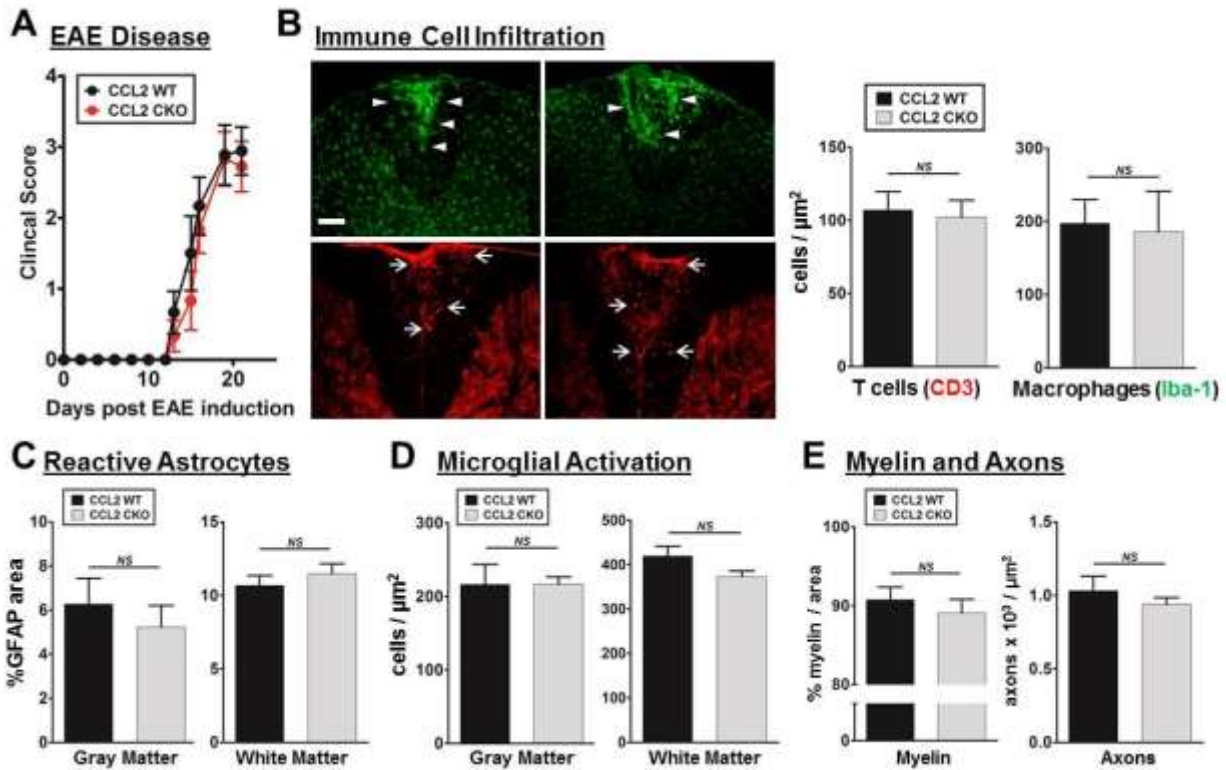 A EAE Disease
CCL2 WT
CCL2 CKO
Clincal Score
4
3
2
1
0
0 10 20
Days post EAE induction
B Immune Cell Infiltration
CCL2 WT
CCL2 CKO
cells / µm²
150
100
50
0
NS
T cells (CD3)
300
200
100
0
NS
Macrophages (Iba-1)
C Reactive Astrocytes
CCL2 WT
CCL2 CKO
%GFAP area
10
8
6
4
2
0
NS
Gray Matter
15
10
5
0
NS
White Matter
D Microglial Activation
CCL2 WT
CCL2 CKO
cells / µm²
300
200
100
0
NS
Gray Matter
500
400
300
200
100
0
NS
White Matter
E Myelin and Axons
CCL2 WT
CCL2 CKO
% myelin / area
100
90
80
0
NS
Myelin
axons x 10³ / µm²
1.5
1.0
0.5
0.0
NS
Axons